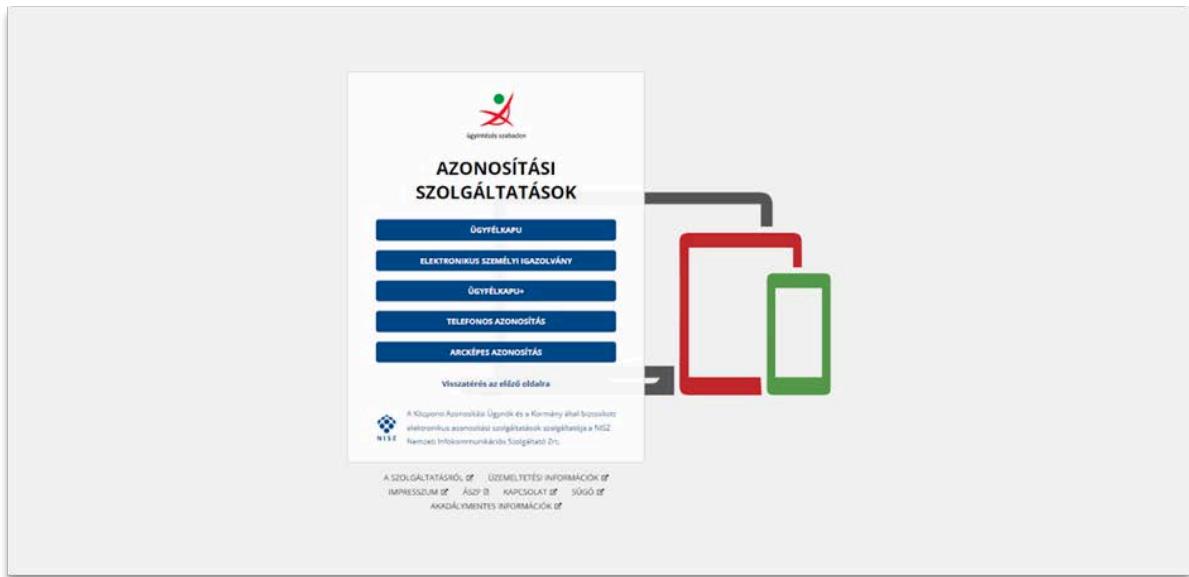 ügyintézés szabadon
AZONOSÍTÁSI
SZOLGÁLTATÁSOK
ÜGYFÉLKAPU
ELEKTRONIKUS SZEMÉLYI IGAZOLVÁNY
ÜGYFÉLKAPU+
TELEFONOS AZONOSÍTÁS
ARCKÉPES AZONOSÍTÁS
Visszatérés az előző oldalra
A Központi Azonosítási Ügynök és a Kormány által biztosított
elektronikus azonosítási szolgáltatások szolgáltatója a NISZ
Nemzeti Infokommunikációs Szolgáltató Zrt.
NISZ
A SZOLGÁLTATÁSRÓL ÜZEMELTETÉSI INFORMÁCIÓK
IMPRESSZUM ÁSZF KAPCSOLAT SÚGÓ
AKADÁLYMENTES INFORMÁCIÓK